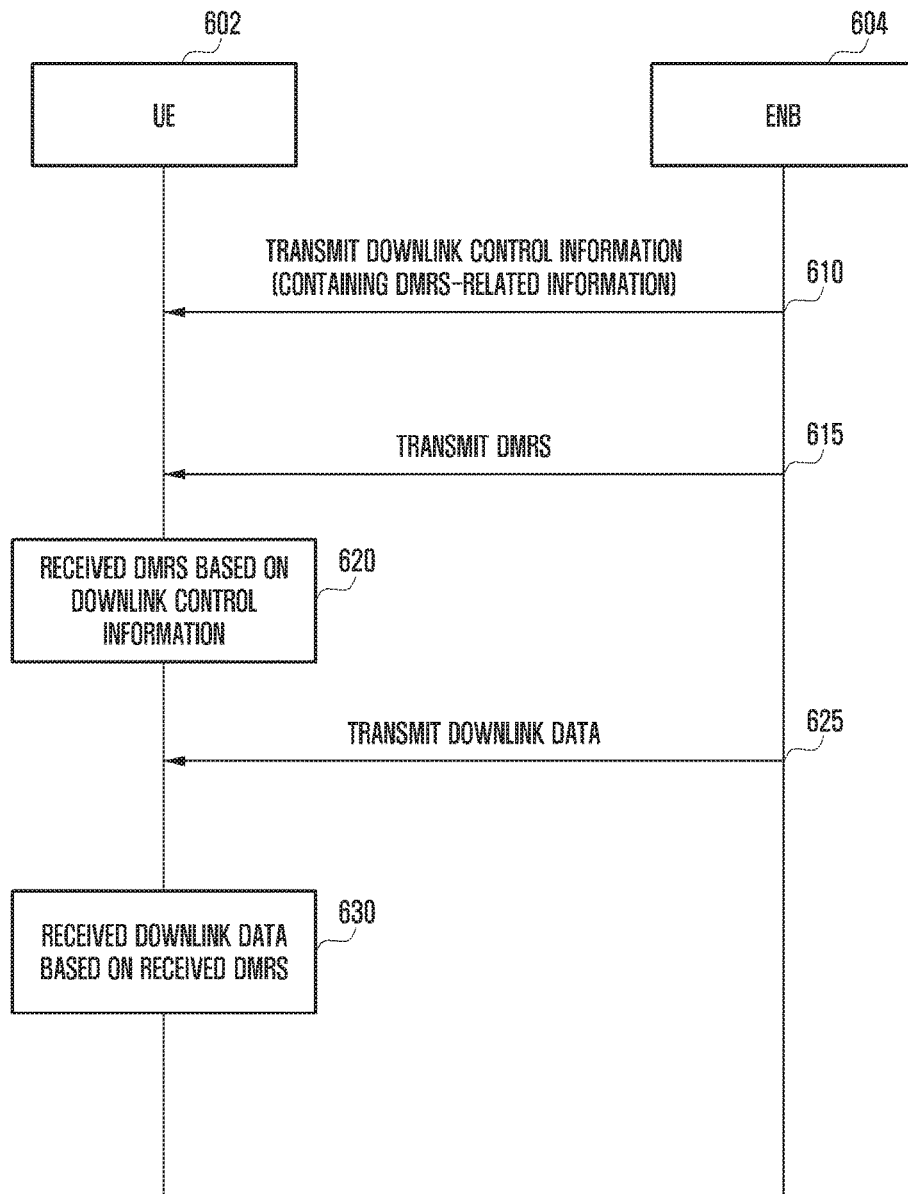 602
604
UE
ENB
TRANSMIT DOWNLINK CONTROL INFORMATION
(CONTAINING DMRS-RELATED INFORMATION)
610
TRANSMIT DMRS
615
RECEIVED DMRS BASED ON
DOWNLINK CONTROL
INFORMATION
620
TRANSMIT DOWNLINK DATA
625
RECEIVED DOWNLINK DATA
BASED ON RECEIVED DMRS
630